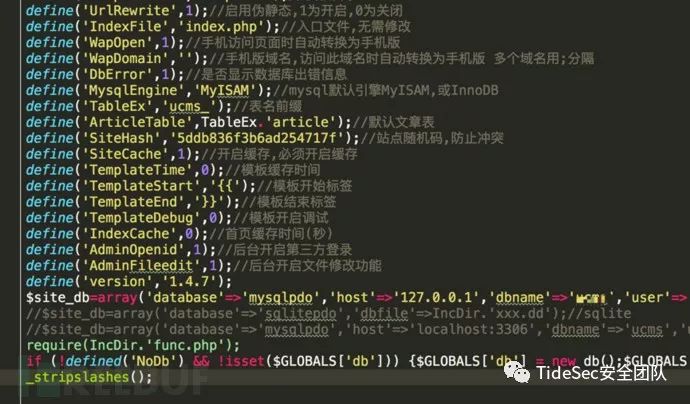 define('UrlRewrite',1);//启用伪静态,1为开启,0为关闭
define('IndexFile','index.php');//入口文件,无需修改
define('WapOpen',1);//手机访问页面时自动转换为手机版
define('WapDomain','');//手机版域名,访问此域名时自动转换为手机版 多个域名用;分隔
define('DbError',1);//是否显示数据库出错信息
define('MysqlEngine','MyISAM');//mysql默认引擎MyISAM,或InnoDB
define('TableEx','ucms_');//表名前缀
define('ArticleTable',TableEx.'article');//默认文章表
define('SiteHash','5ddb836f3b6ad254717f');//站点随机码,防止冲突
define('SiteCache',1);//开启缓存,必须开启缓存
define('TemplateTime',0);//模板缓存时间
define('TemplateStart','{{');//模板开始标签
define('TemplateEnd','}}');//模板结束标签
define('TemplateDebug',0);//模板开启调试
define('IndexCache',0);//首页缓存时间(秒)
define('AdminOpenid',1);//后台开启第三方登录
define('AdminFileedit',1);//后台开启文件修改功能
define('version','1.4.7');
$site_db=array('database'=>'mysqlpdo','host'=>'127.0.0.1','dbname'=>' ','user'=>
//$site_db=array('database'=>'sqlitepdo','dbfile'=>IncDir.'xxx.dd');//sqlite
//$site_db=array('database'=>'mysqlpdo','host'=>'localhost:3306','dbname'=>'ucms','u
require(IncDir.'func.php');
if (!defined('NoDb') && !isset($GLOBALS['db'])) {$GLOBALS['db'] = new db();$GLOBALS
_stripslashes();
TideSec安全团队